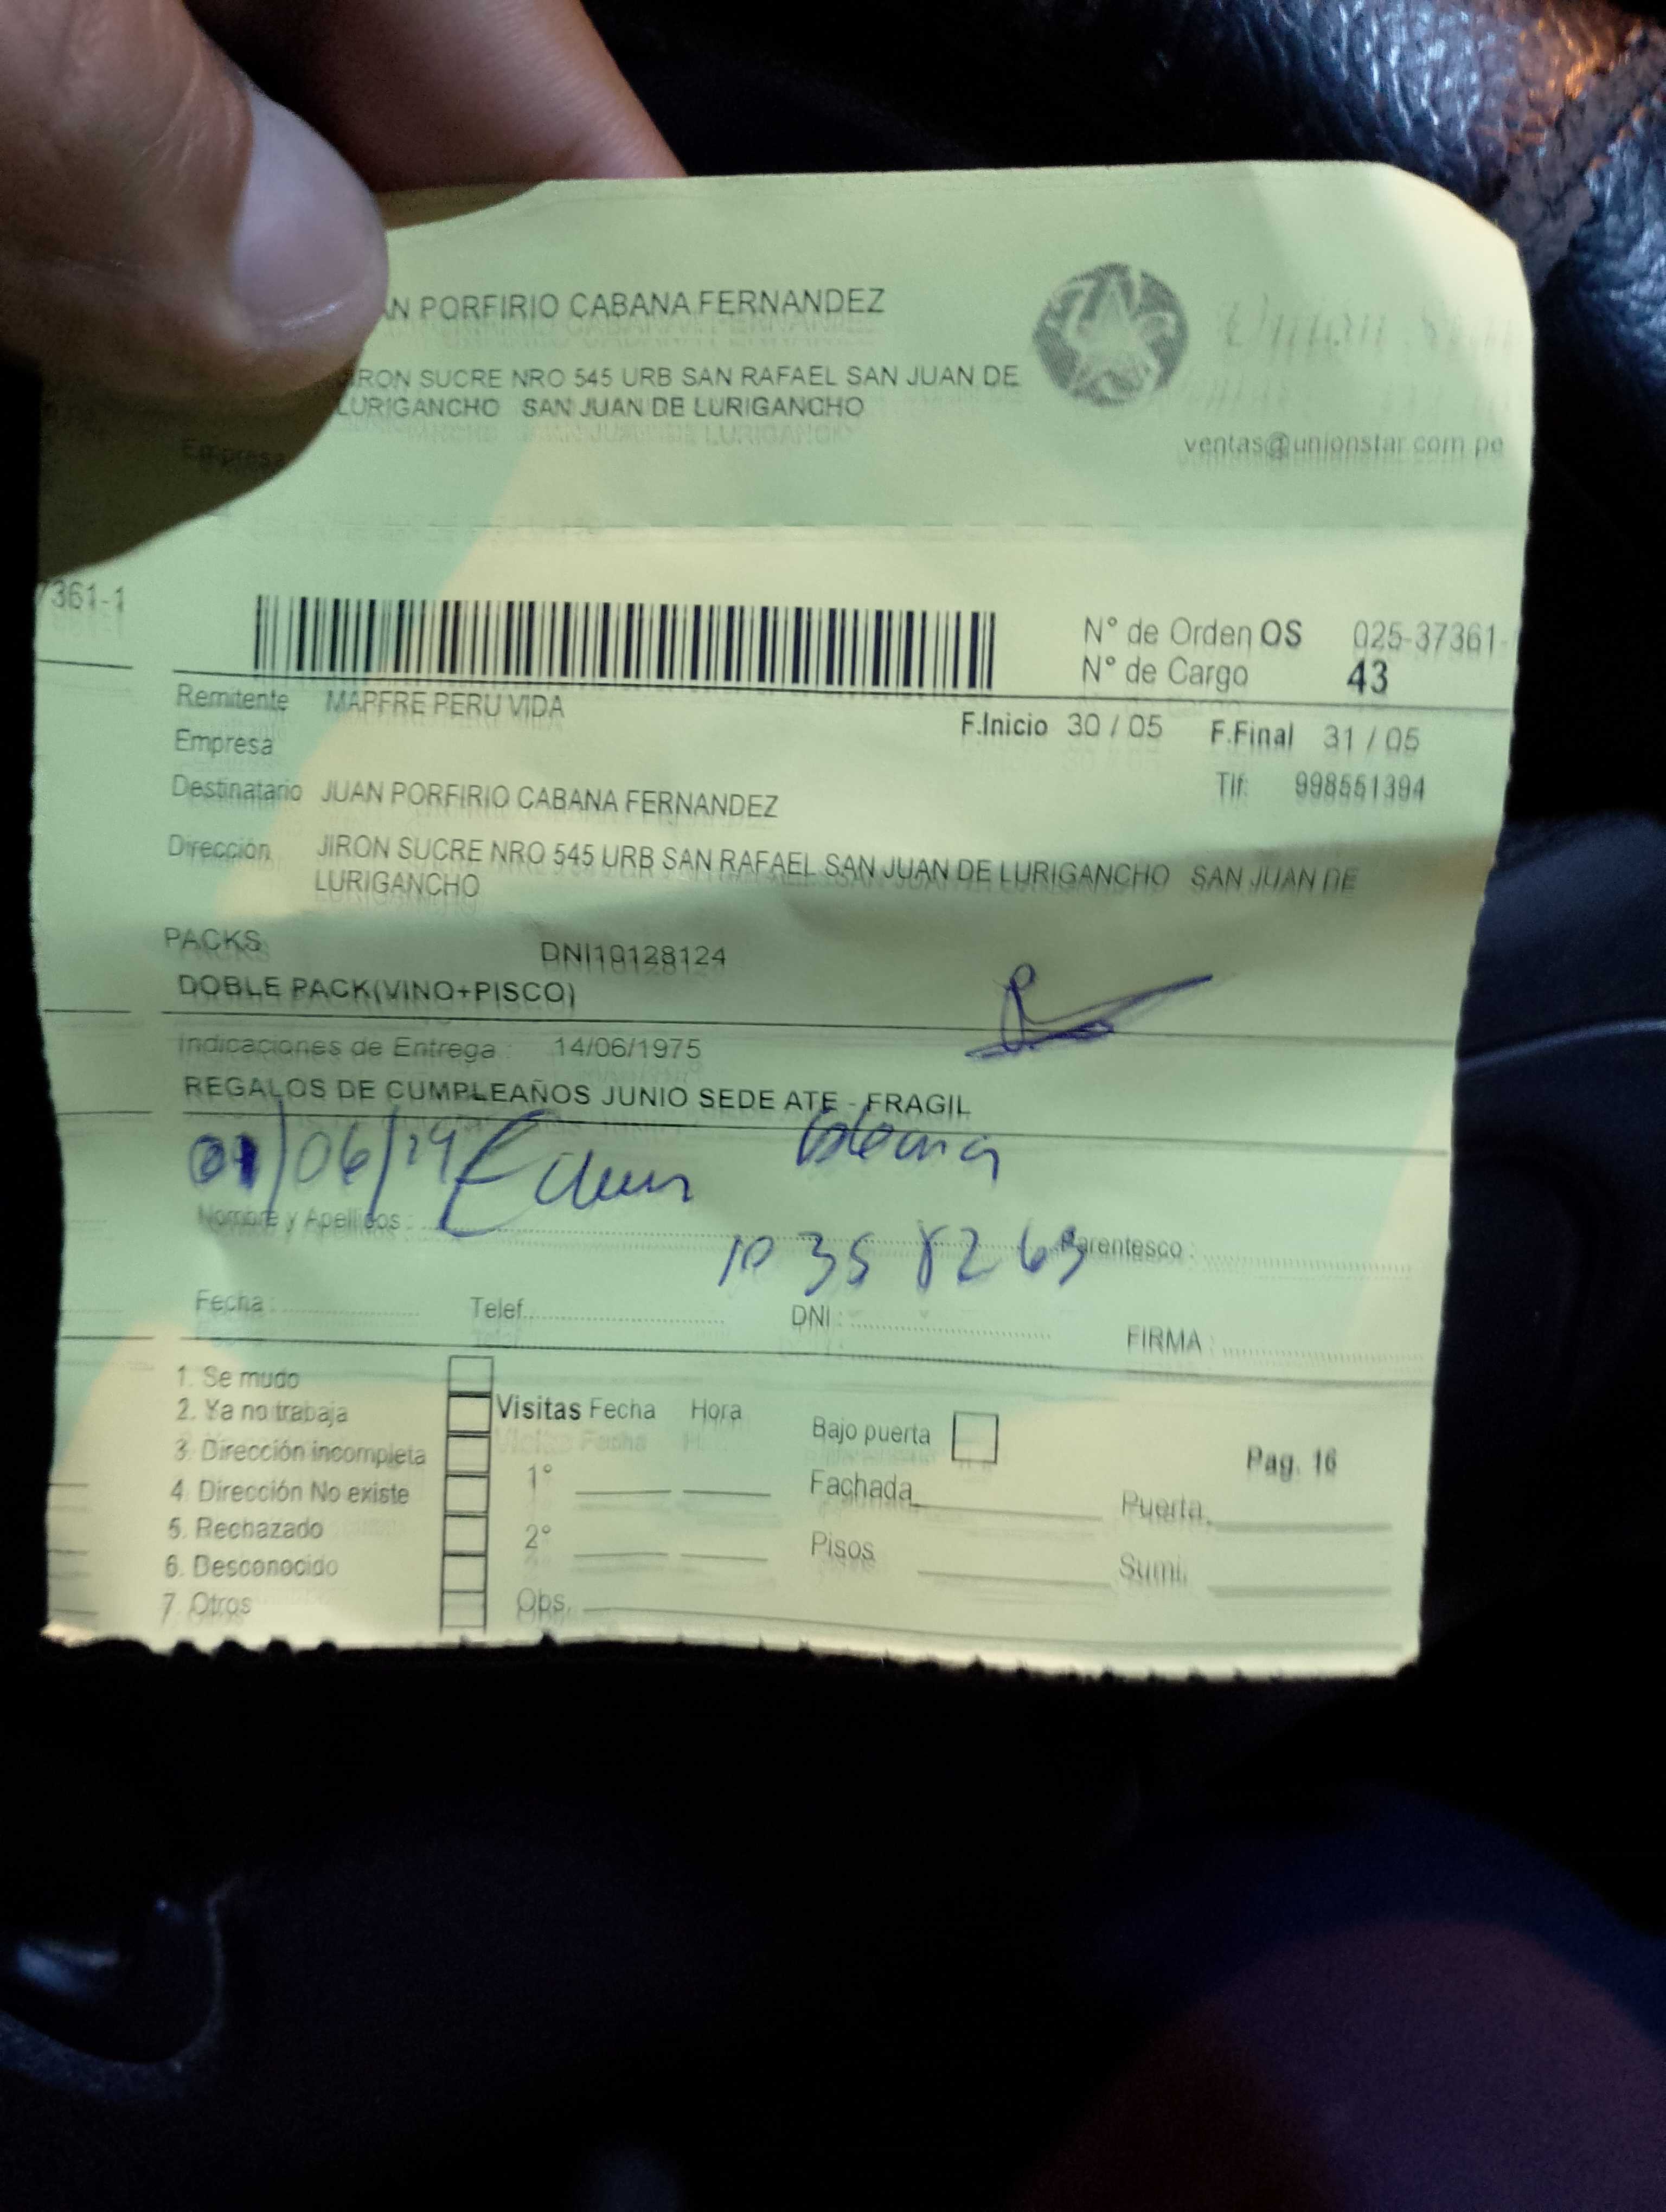 AN PORFIRIO CABANA FERNANDEZ
JIRON SUCRE NRO 545 URB SAN RAFAEL SAN JUAN DE
LURIGANCHO SAN JUAN DE LURIGANCHO
Empresa
Union Star
ventas@unionstar.com.pe
7361-1
N° de Orden OS 025-37361-
N° de Cargo 43
Remitente MAPFRE PERU VIDA
F.Inicio 30 / 05 F.Final 31 / 05
Empresa
Tlf: 998551394
Destinatario JUAN PORFIRIO CABANA FERNANDEZ
Dirección JIRON SUCRE NRO 545 URB SAN RAFAEL SAN JUAN DE LURIGANCHO SAN JUAN DE
LURIGANCHO
PACKS DNI10128124
DOBLE PACK(VINO+PISCO)
Indicaciones de Entrega : 14/06/1975
REGALOS DE CUMPLEAÑOS JUNIO SEDE ATE - FRAGIL
01/06/24
Nombre y Apellidos :
10358263
Parentesco :
Fecha : Telef. DNI : FIRMA :
1. Se mudo
2. Ya no trabaja
3. Dirección incompleta
4. Dirección No existe
5. Rechazado
6. Desconocido
7 Otros
Visitas Fecha Hora
1°
2°
Obs.
Bajo puerta
Fachada
Pisos
Pag. 16
Puerta
Sumi.